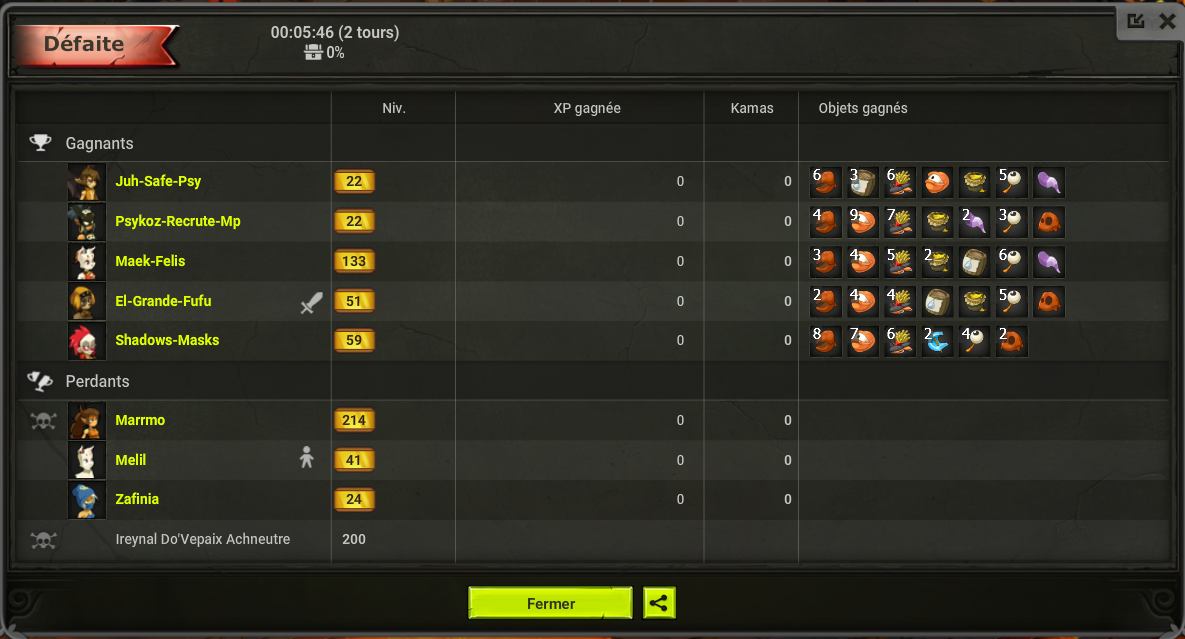 Défaite
00:05:46 (2 tours)
0%
Niv. XP gagnée Kamas Objets gagnés
Gagnants
Juh-Safe-Psy 22 0 0 6 3 6 5
Psykoz-Recrute-Mp 22 0 0 4 9 7 2 3
Maek-Felis 133 0 0 3 4 5 2 6
El-Grande-Fufu 51 0 0 2 4 4 5
Shadows-Masks 59 0 0 8 7 6 2 4 2
Perdants
Marrmo 214 0 0
Melil 41 0 0
Zafinia 24 0 0
Ireynal Do'Vepaix Achneutre 200
Fermer